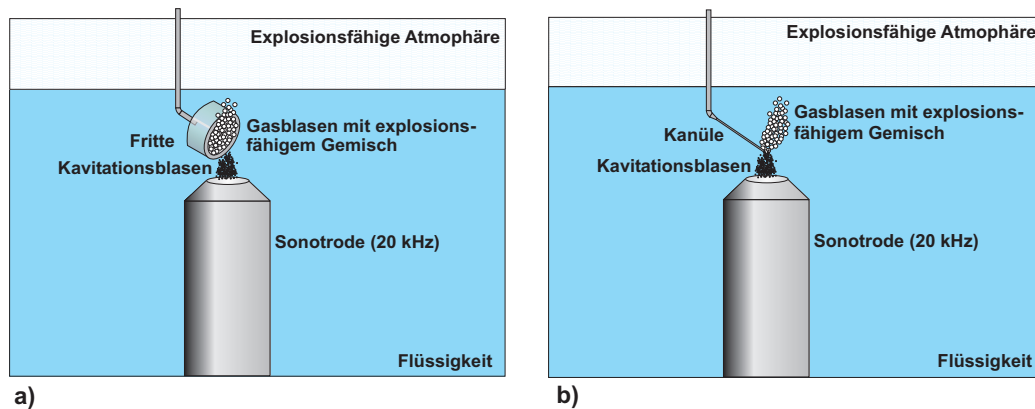 Explosionsfähige Atmophäre
Gasblasen mit explosions-
fähigem Gemisch
Fritte
Kavitationsblasen
Sonotrode (20 kHz)
Flüssigkeit
a)
Explosionsfähige Atmophäre
Gasblasen mit explosions-
fähigem Gemisch
Kanüle
Kavitationsblasen
Sonotrode (20 kHz)
Flüssigkeit
b)